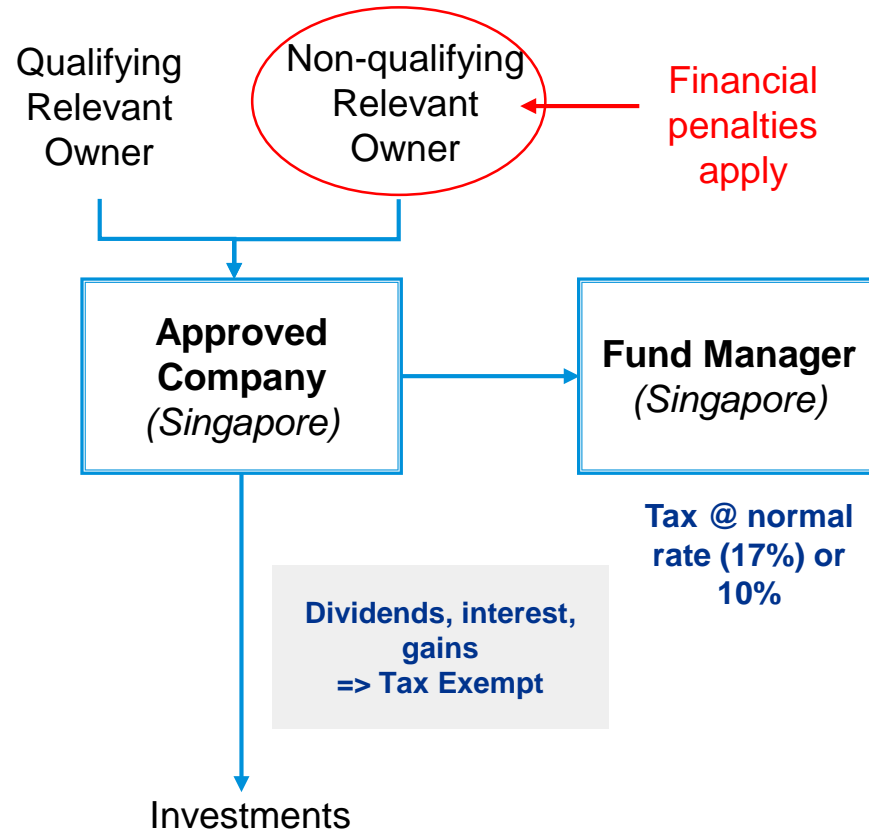 Qualifying
Relevant
Owner
Non-qualifying
Relevant
Owner
Financial
penalties
apply
Approved
Company
(Singapore)
Fund Manager
(Singapore)
Tax @ normal
rate (17%) or
10%
Dividends, interest,
gains
=> Tax Exempt
Investments